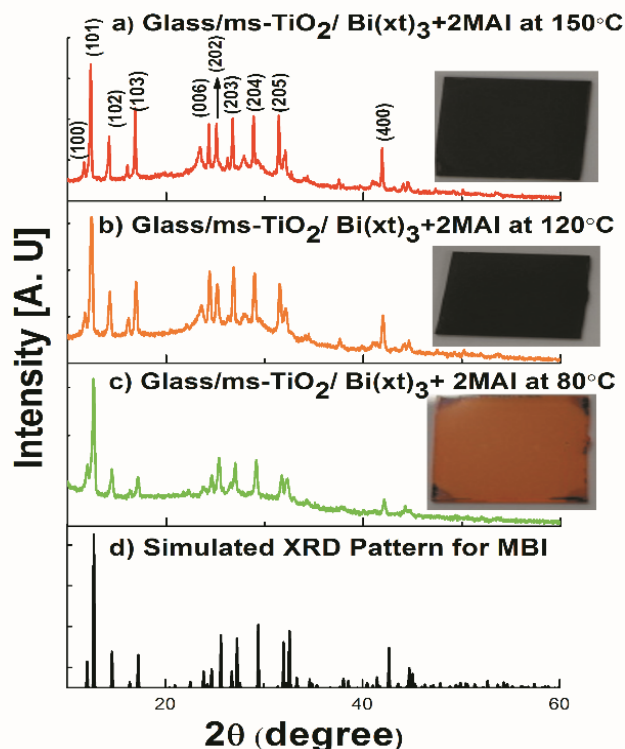 a) Glass/ms-TiO₂/ Bi(xt)₃+2MAI at 150°C
(100)
(101)
(102)
(103)
(006)
(202)
(203)
(204)
(205)
(400)
b) Glass/ms-TiO₂/ Bi(xt)₃+2MAI at 120°C
c) Glass/ms-TiO₂/ Bi(xt)₃+ 2MAI at 80°C
d) Simulated XRD Pattern for MBI
Intensity [A. U]
20
40
60
2θ (degree)